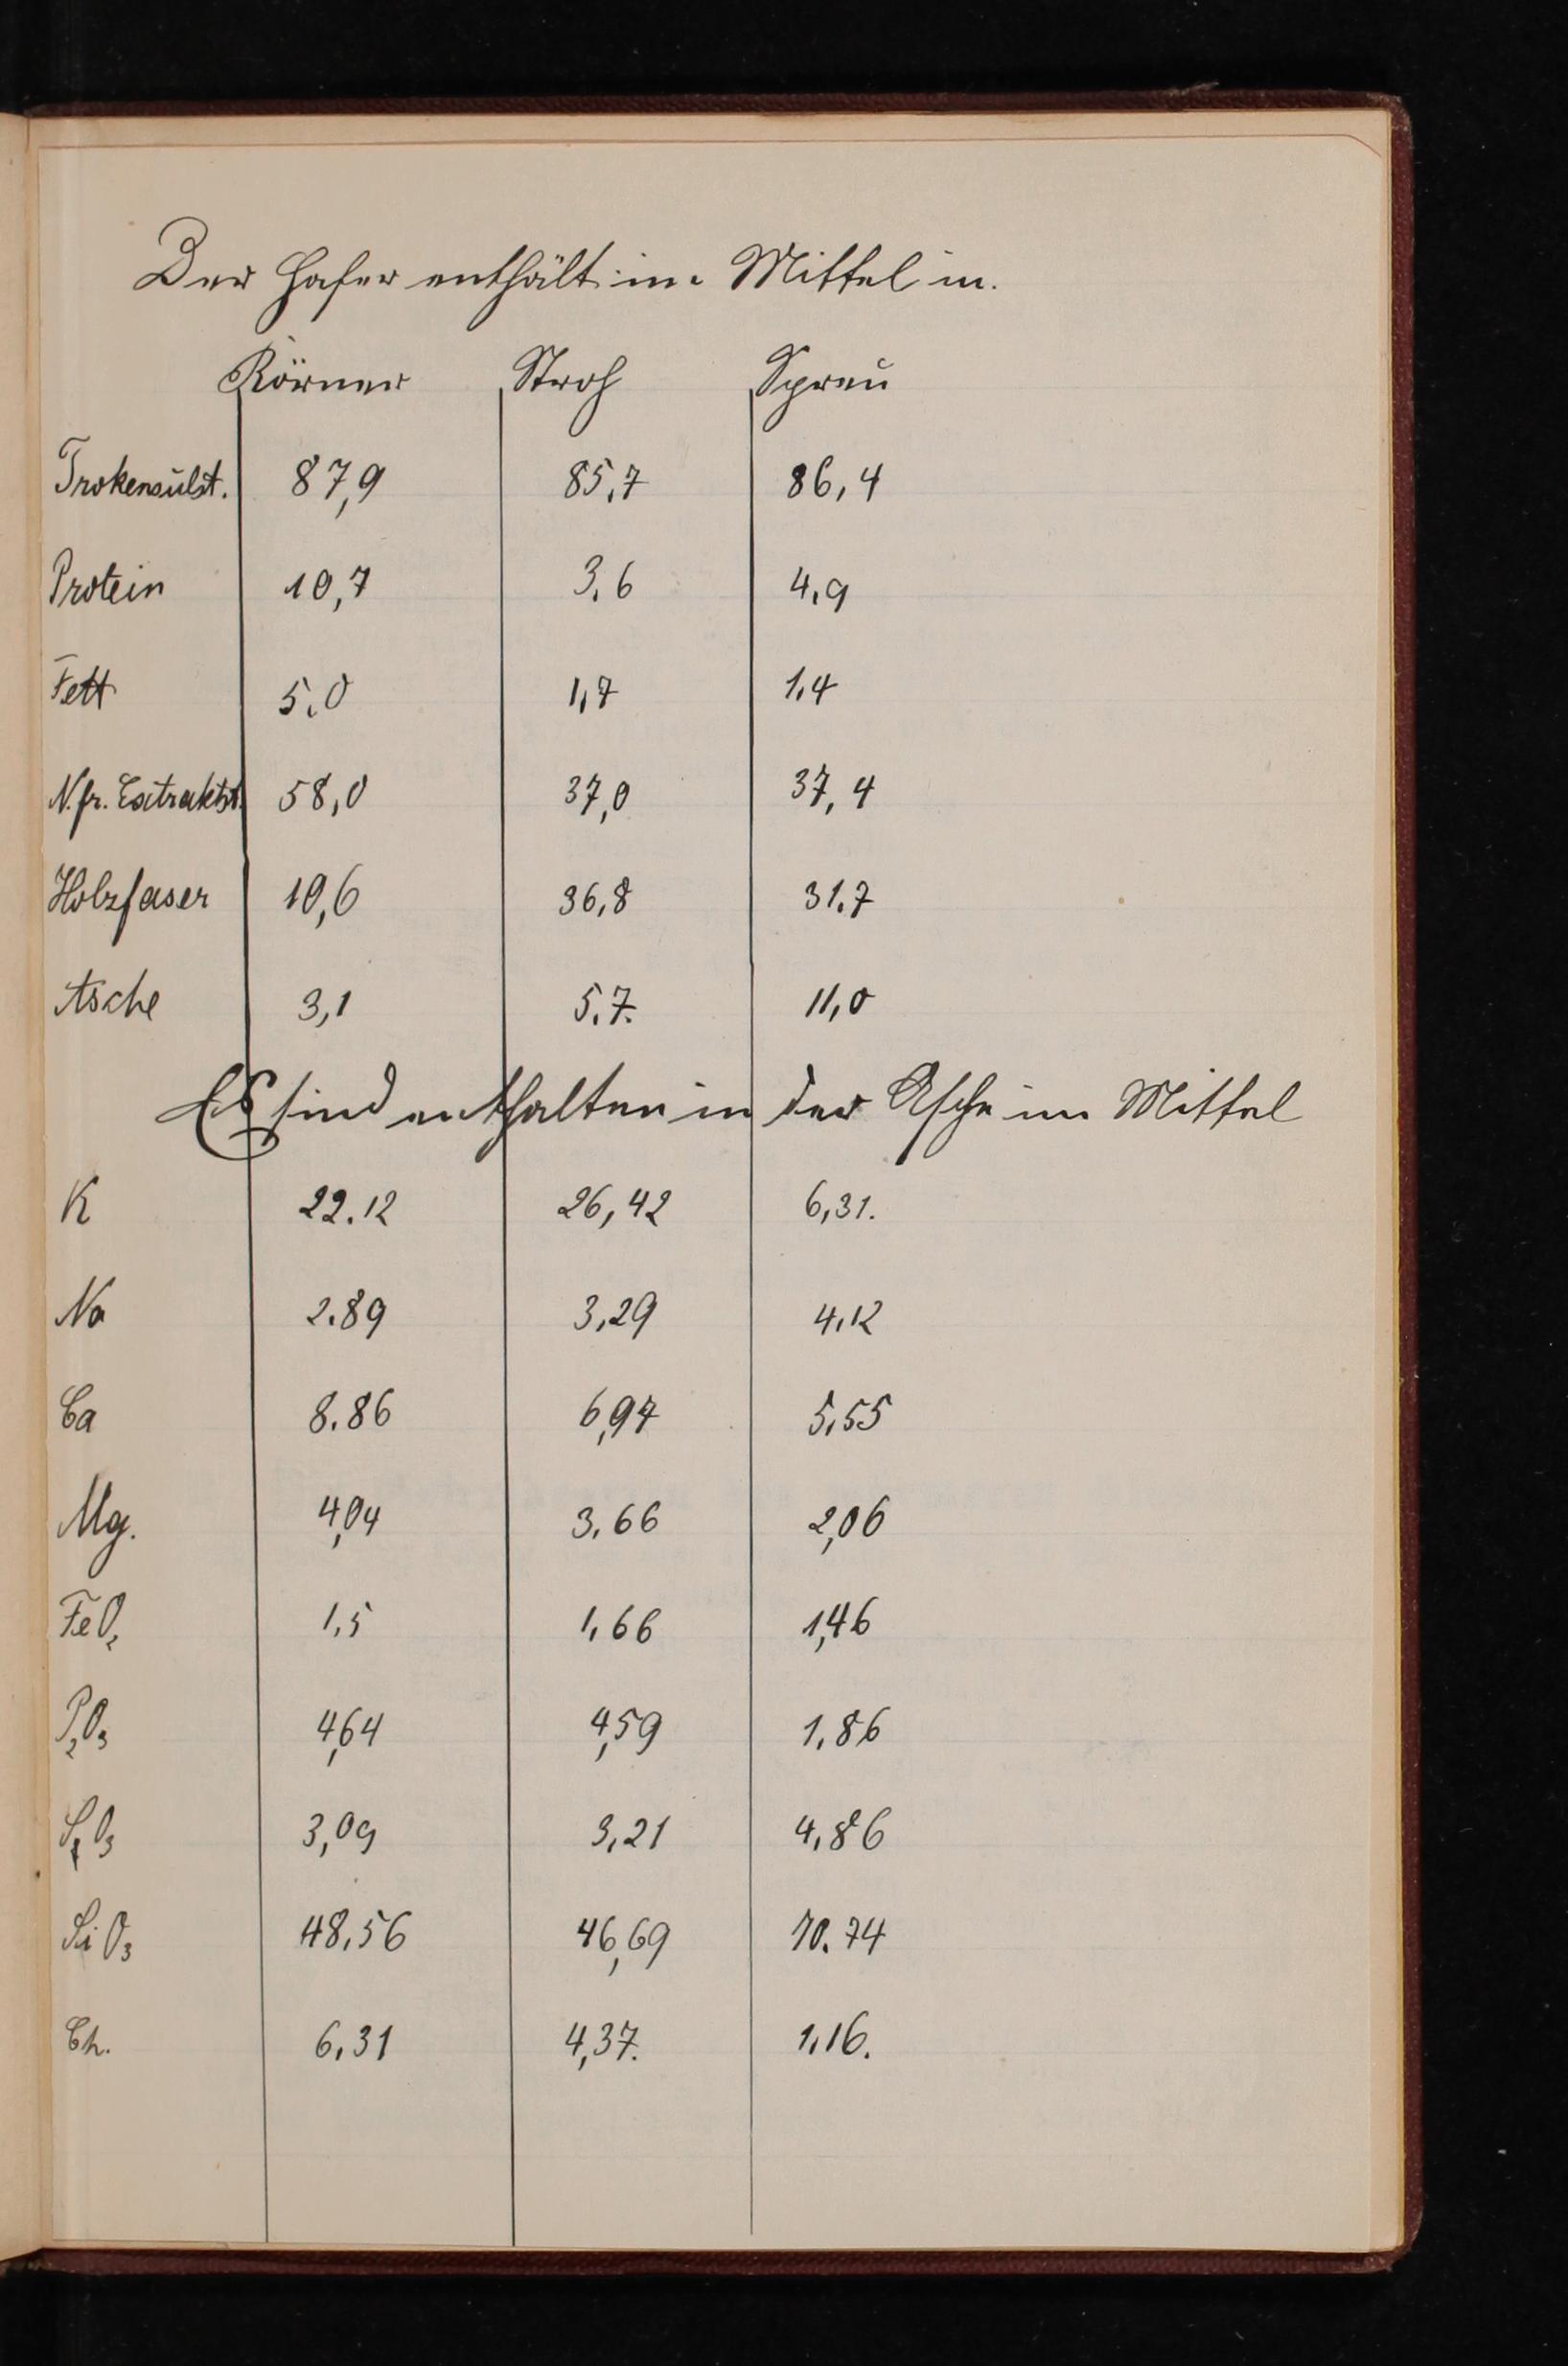 Der Hafer enthält im Mittel in.
Körner Stroh Spreu
Trokensubst. 87,9 85,7 86,4
Protein 10,7 3,6 4,9
Fett 5,0 1,7 1,4
N. fr. Extraktst. 58,0 37,0 37,4
Holzfaser 10,6 36,8 31,7
Asche 3,1 5,7. 11,0
Es sind enthalten in der Asche im Mittel
K 22.12 26,42 6,31.
Na 2.89 3,29 4,12
Ca 8.86 6,97 5,55
Mg. 4,04 3,66 2,06
FeO₂ 1,5 1,66 1,46
P₂O₃ 4,64 4,59 1,86
SO₃ 3,09 3,21 4,86
SiO₃ 48,56 46,69 70.74
Ch. 6,31 4,37. 1,16.